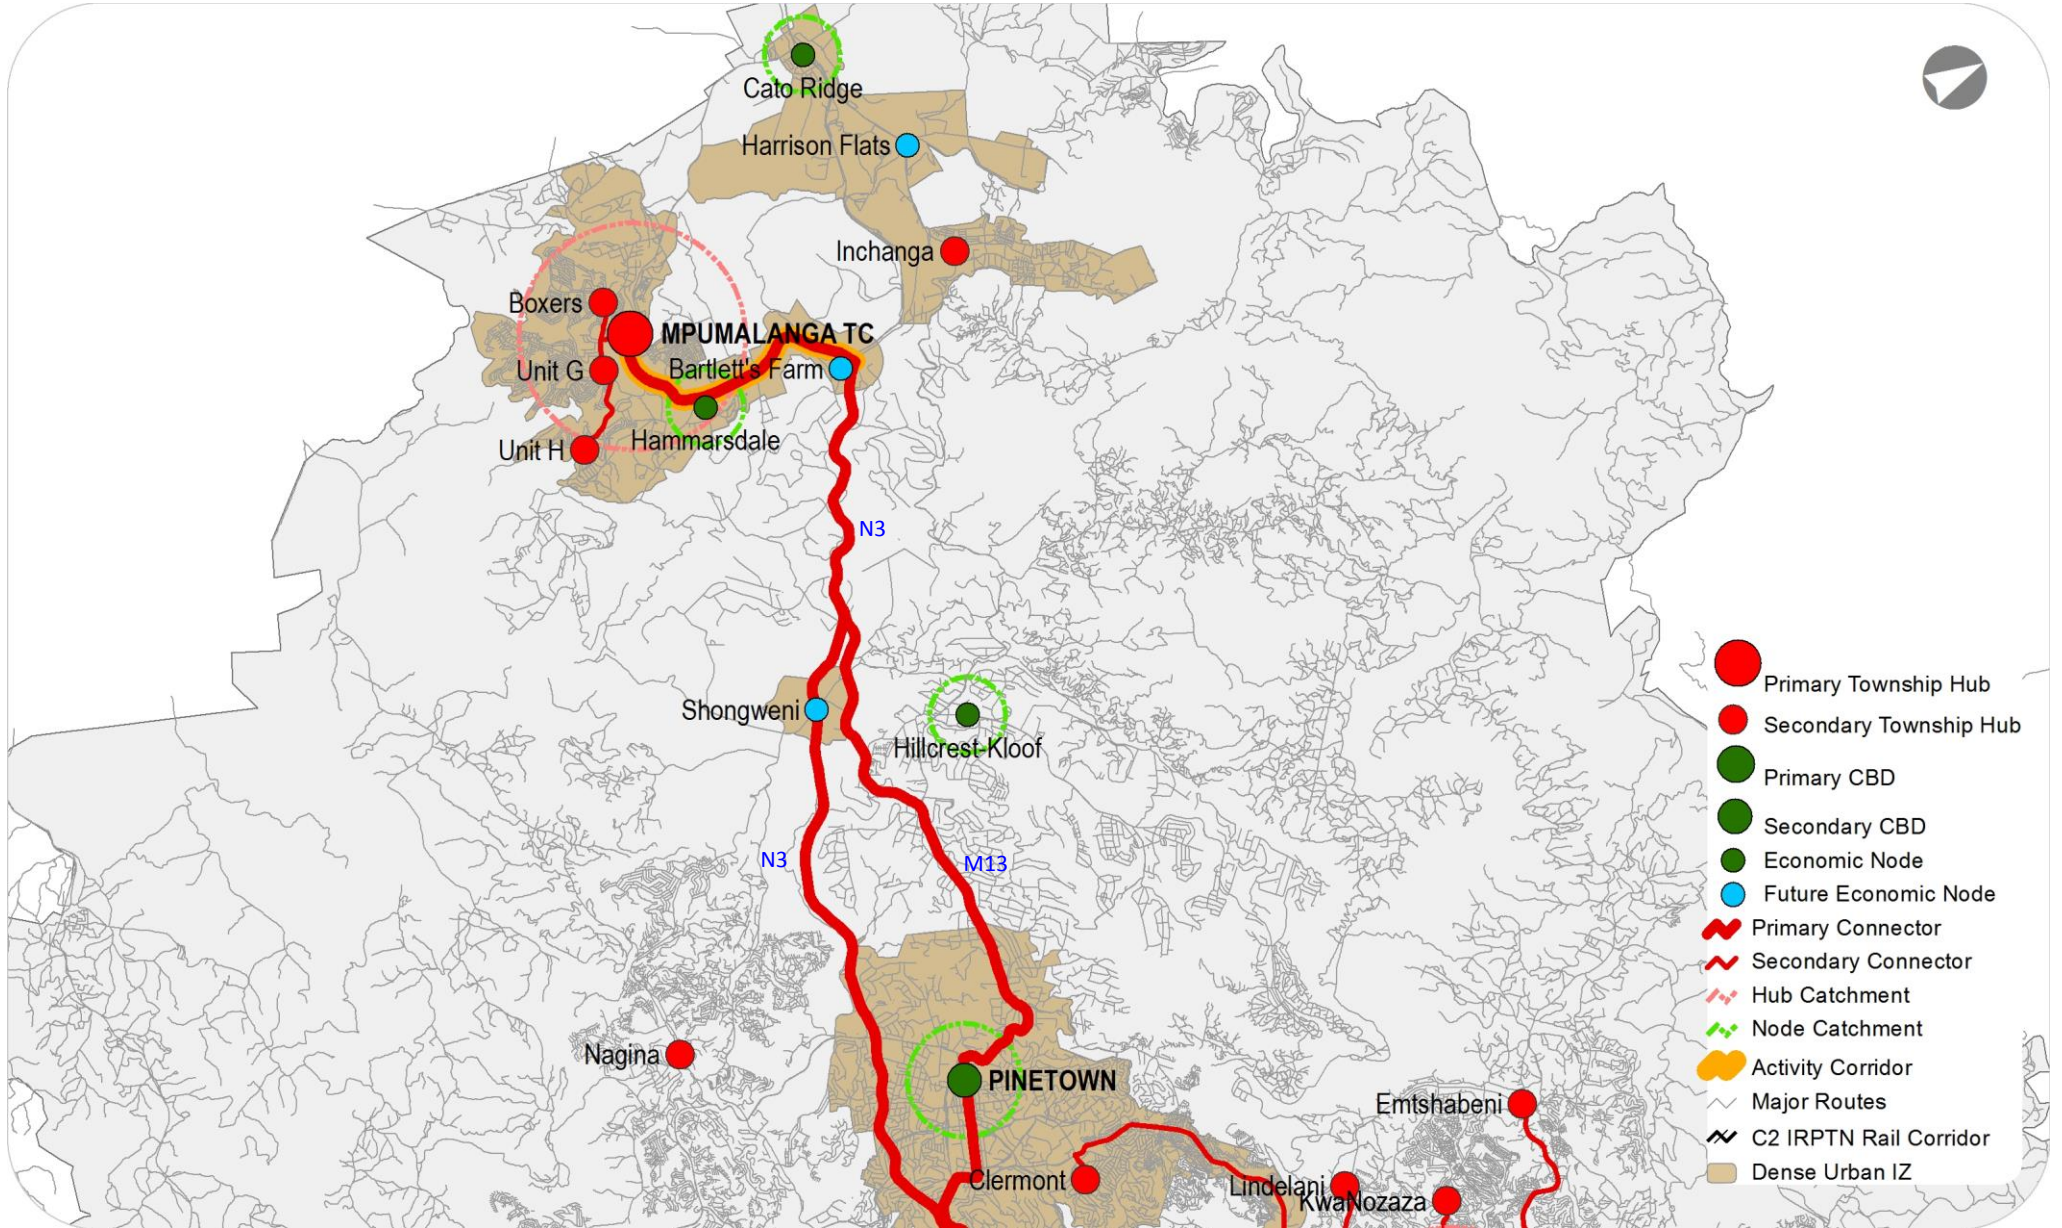 Cato Ridge
Harrison Flats
Inchanga
Boxers
MPUMALANGA TC
Bartlett's Farm
Unit G
Hammarsdale
Unit H
N3
Shongweni
Hillcrest-Kloof
N3
M13
Nagina
PINETOWN
Emtshabeni
Clermont
Lindelani
KwaNozaza
Primary Township Hub
Secondary Township Hub
Primary CBD
Secondary CBD
Economic Node
Future Economic Node
Primary Connector
Secondary Connector
Hub Catchment
Node Catchment
Activity Corridor
Major Routes
C2 IRPTN Rail Corridor
Dense Urban IZ